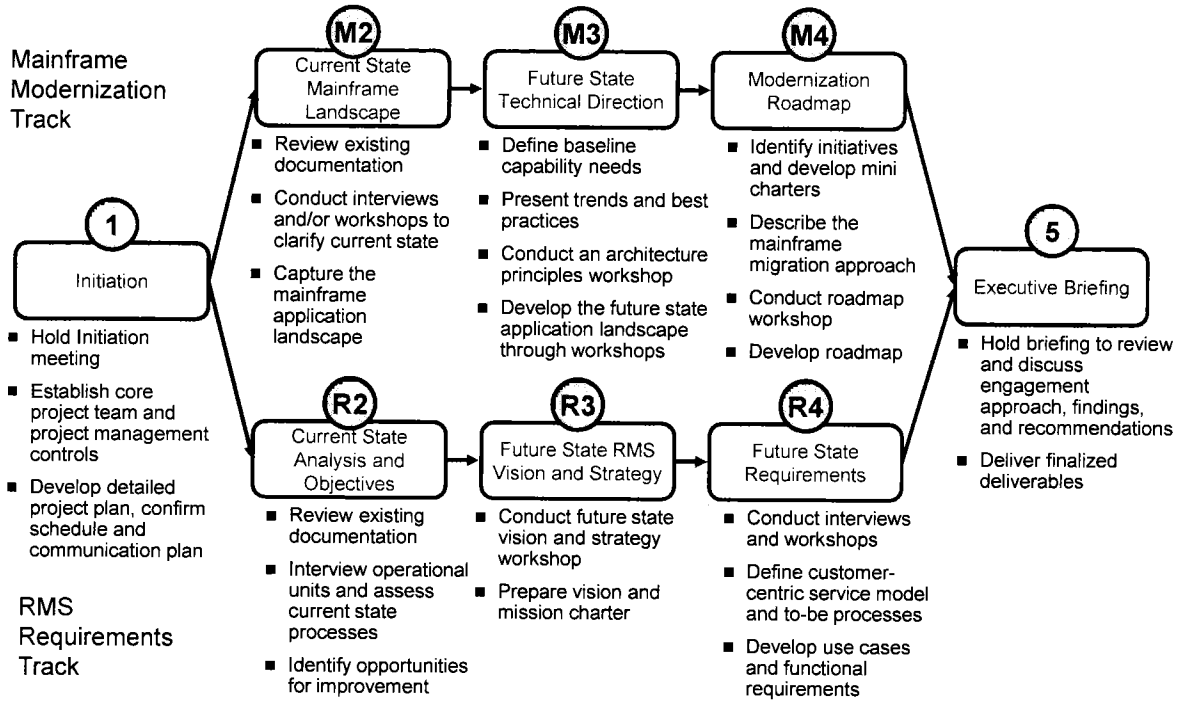 Mainframe
Modernization
Track
1
Initiation
■ Hold Initiation
meeting
■ Establish core
project team and
project management
controls
■ Develop detailed
project plan, confirm
schedule and
communication plan
M2
Current State
Mainframe
Landscape
■ Review existing
documentation
■ Conduct interviews
and/or workshops to
clarify current state
■ Capture the
mainframe
application
landscape
M3
Future State
Technical Direction
■ Define baseline
capability needs
■ Present trends and best
practices
■ Conduct an architecture
principles workshop
■ Develop the future state
application landscape
through workshops
M4
Modernization
Roadmap
■ Identify initiatives
and develop mini
charters
■ Describe the
mainframe
migration approach
■ Conduct roadmap
workshop
■ Develop roadmap
RMS
Requirements
Track
R2
Current State
Analysis and
Objectives
■ Review existing
documentation
■ Interview operational
units and assess
current state
processes
■ Identify opportunities
for improvement
R3
Future State RMS
Vision and Strategy
■ Conduct future state
vision and strategy
workshop
■ Prepare vision and
mission charter
R4
Future State
Requirements
■ Conduct interviews
and workshops
■ Define customer-
centric service model
and to-be processes
■ Develop use cases
and functional
requirements
5
Executive Briefing
■ Hold briefing to review
and discuss
engagement
approach, findings,
and recommendations
■ Deliver finalized
deliverables